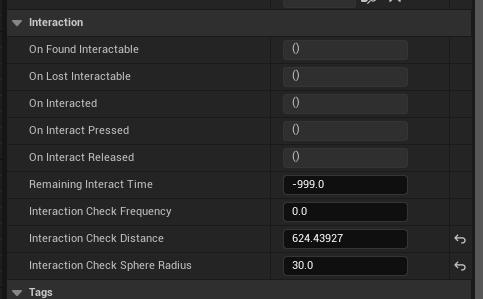 Interaction
On Found Interactable ()
On Lost Interactable ()
On Interacted ()
On Interact Pressed ()
On Interact Released ()
Remaining Interact Time -999.0
Interaction Check Frequency 0.0
Interaction Check Distance 624.43927
Interaction Check Sphere Radius 30.0
Tags